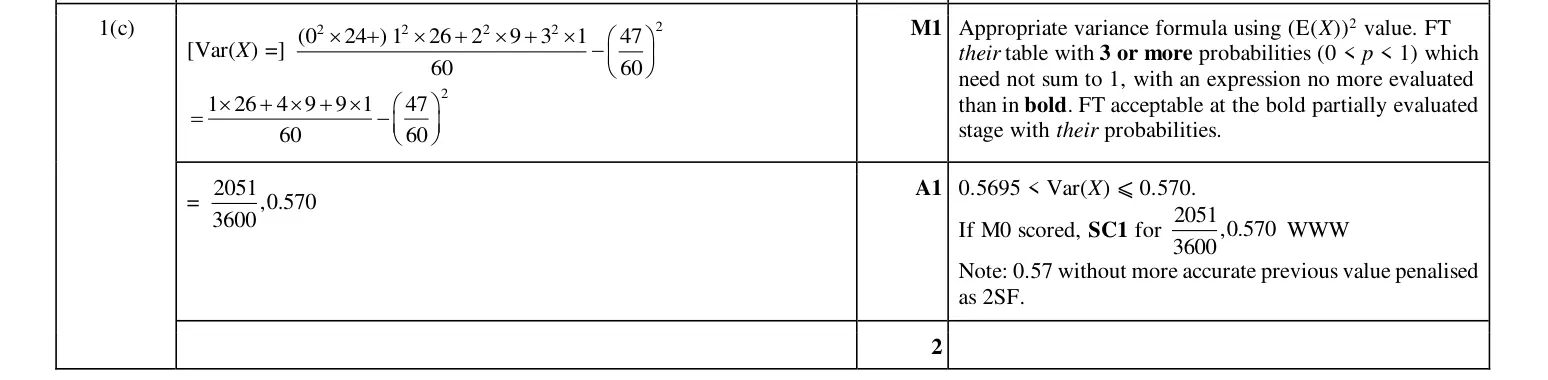 1(c)
[Var(X) =] (0² × 24+) 1² × 26 + 2² × 9 + 3² × 1 / 60 − (47/60)²
= 1 × 26 + 4 × 9 + 9 × 1 / 60 − (47/60)²
M1
Appropriate variance formula using (E(X))² value. FT
their table with 3 or more probabilities (0 < p < 1) which
need not sum to 1, with an expression no more evaluated
than in bold. FT acceptable at the bold partially evaluated
stage with their probabilities.
= 2051/3600, 0.570
A1
0.5695 < Var(X) ⩽ 0.570.
If M0 scored, SC1 for 2051/3600, 0.570 WWW
Note: 0.57 without more accurate previous value penalised
as 2SF.
2